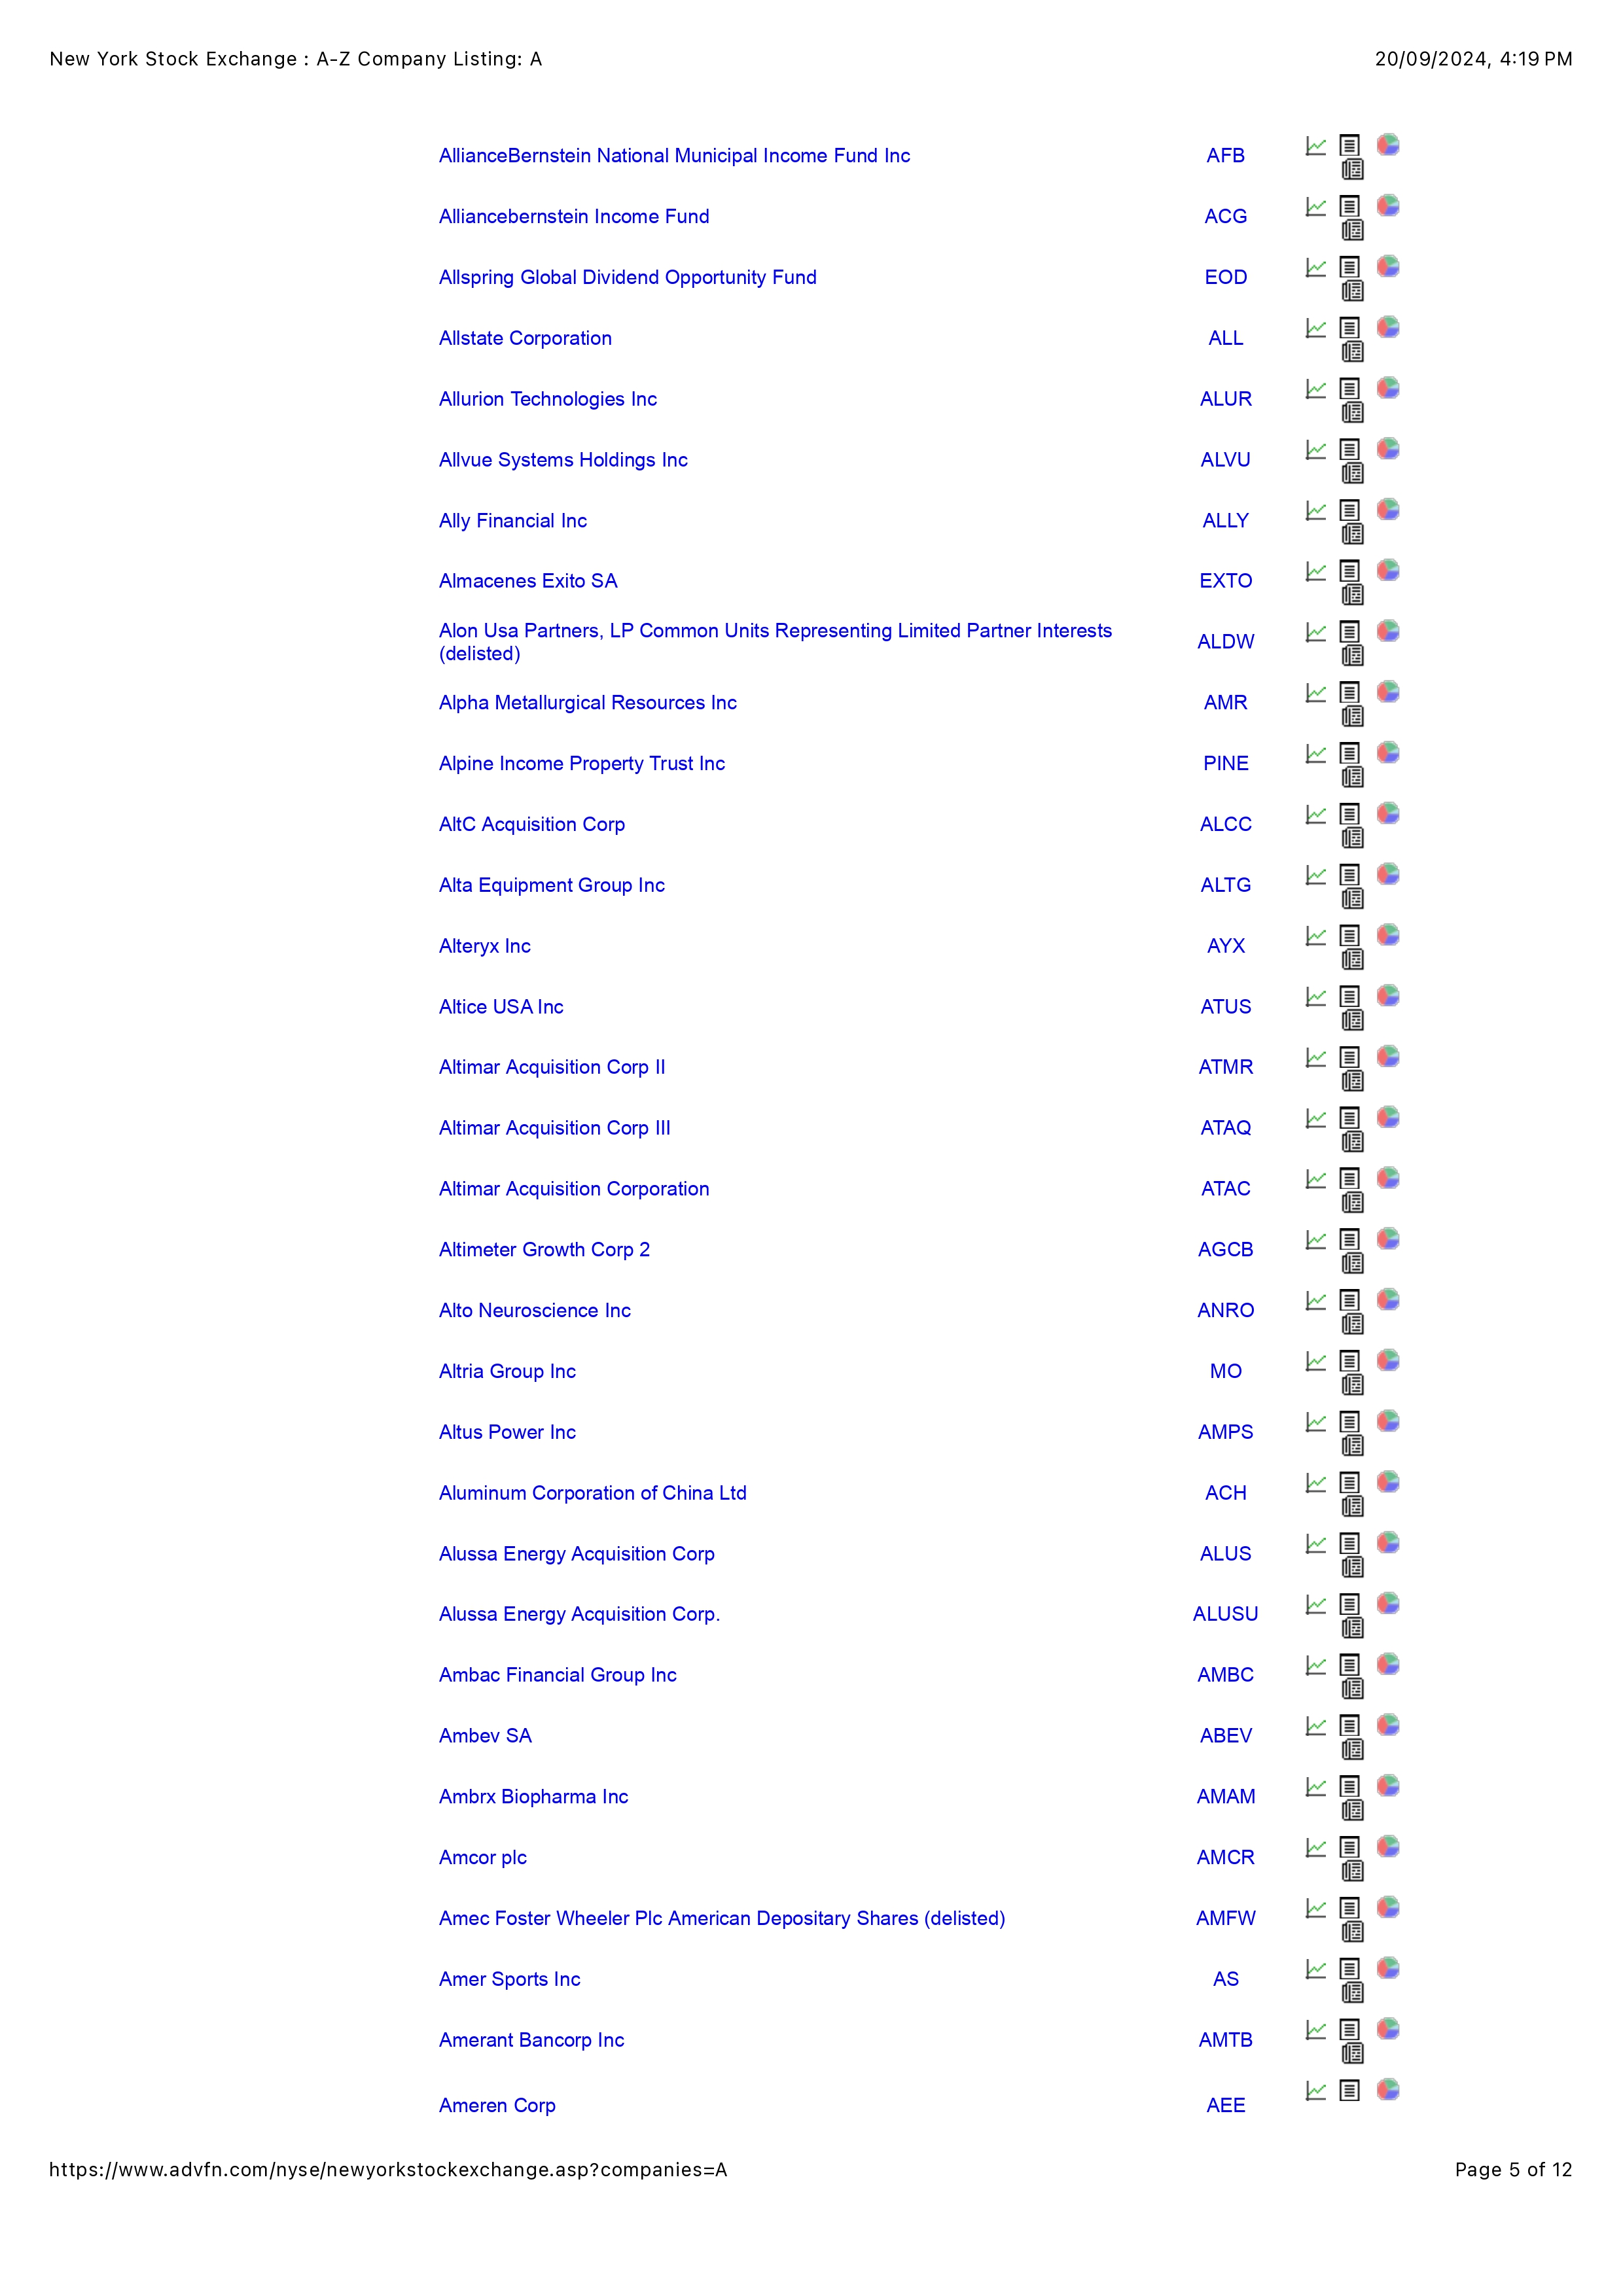 New York Stock Exchange : A-Z Company Listing: A 20/09/2024, 4:19 PM
AllianceBernstein National Municipal Income Fund Inc AFB
Alliancebernstein Income Fund ACG
Allspring Global Dividend Opportunity Fund EOD
Allstate Corporation ALL
Allurion Technologies Inc ALUR
Allvue Systems Holdings Inc ALVU
Ally Financial Inc ALLY
Almacenes Exito SA EXTO
Alon Usa Partners, LP Common Units Representing Limited Partner Interests
(delisted) ALDW
Alpha Metallurgical Resources Inc AMR
Alpine Income Property Trust Inc PINE
AltC Acquisition Corp ALCC
Alta Equipment Group Inc ALTG
Alteryx Inc AYX
Altice USA Inc ATUS
Altimar Acquisition Corp II ATMR
Altimar Acquisition Corp III ATAQ
Altimar Acquisition Corporation ATAC
Altimeter Growth Corp 2 AGCB
Alto Neuroscience Inc ANRO
Altria Group Inc MO
Altus Power Inc AMPS
Aluminum Corporation of China Ltd ACH
Alussa Energy Acquisition Corp ALUS
Alussa Energy Acquisition Corp. ALUSU
Ambac Financial Group Inc AMBC
Ambev SA ABEV
Ambrx Biopharma Inc AMAM
Amcor plc AMCR
Amec Foster Wheeler Plc American Depositary Shares (delisted) AMFW
Amer Sports Inc AS
Amerant Bancorp Inc AMTB
Ameren Corp AEE
https://www.advfn.com/nyse/newyorkstockexchange.asp?companies=A Page 5 of 12